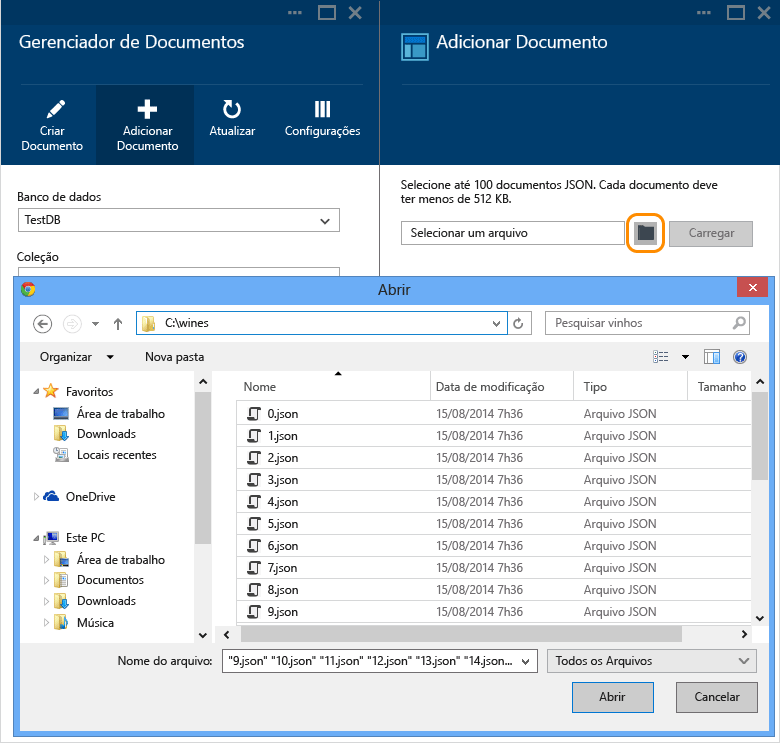 Gerenciador de Documentos
Criar
Documento
Adicionar
Documento
Atualizar
Configurações
Banco de dados
TestDB
Coleção
Adicionar Documento
Selecione até 100 documentos JSON. Cada documento deve
ter menos de 512 KB.
Selecionar um arquivo
Carregar
Abrir
C:\wines
Pesquisar vinhos
Organizar
Nova pasta
Favoritos
Área de trabalho
Downloads
Locais recentes
OneDrive
Este PC
Área de trabalho
Documentos
Downloads
Música
Nome Data de modificação Tipo Tamanho
0.json 15/08/2014 7h36 Arquivo JSON
1.json 15/08/2014 7h36 Arquivo JSON
2.json 15/08/2014 7h36 Arquivo JSON
3.json 15/08/2014 7h36 Arquivo JSON
4.json 15/08/2014 7h36 Arquivo JSON
5.json 15/08/2014 7h36 Arquivo JSON
6.json 15/08/2014 7h36 Arquivo JSON
7.json 15/08/2014 7h36 Arquivo JSON
8.json 15/08/2014 7h36 Arquivo JSON
9.json 15/08/2014 7h36 Arquivo JSON
Nome do arquivo: "9.json" "10.json" "11.json" "12.json" "13.json" "14.json... Todos os Arquivos
Abrir
Cancelar